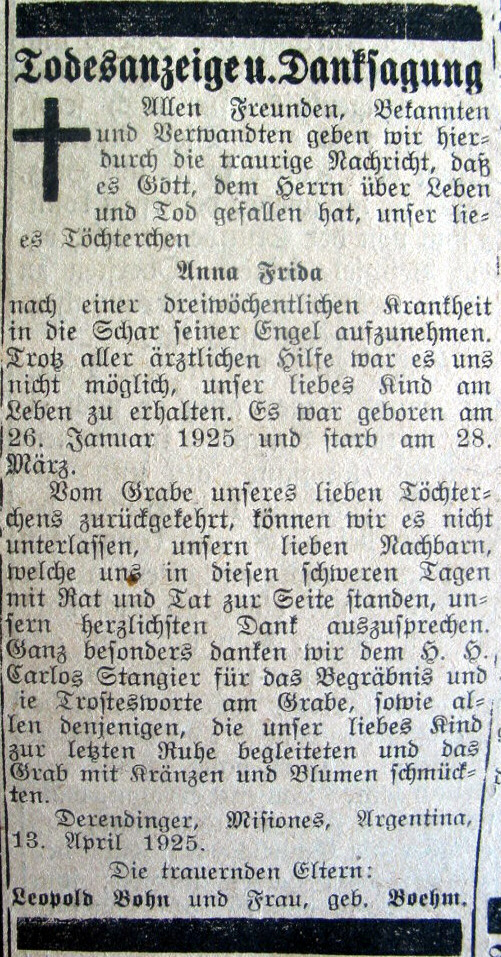 Todesanzeige u. Danksagung
Allen Freunden, Bekannten
und Verwandten geben wir hier=
durch die traurige Nachricht, daß
es Gott, dem Herrn über Leben
und Tod gefallen hat, unser lie=
es Töchterchen
Anna Frida
nach einer dreiwöchentlichen Krankheit
in die Schar seiner Engel aufzunehmen.
Trotz aller ärztlichen Hilfe war es uns
nicht möglich, unser liebes Kind am
Leben zu erhalten. Es war geboren am
26. Januar 1925 und starb am 28.
März.
Vom Grabe unseres lieben Töchter=
chens zurückgekehrt, können wir es nicht
unterlassen, unsern lieben Nachbarn,
welche uns in diesen schweren Tagen
mit Rat und Tat zur Seite standen, un=
sern herzlichsten Dank auszusprechen.
Ganz besonders danken wir dem H. H.
Carlos Stangier für das Begräbnis und
ie Trostesworte am Grabe, sowie al=
len denjenigen, die unser liebes Kind
zur letzten Ruhe begleiteten und das
Grab mit Kränzen und Blumen schmück=
ten.
Derendinger, Misiones, Argentina,
13. April 1925.
Die trauernden Eltern:
Leopold Bohn und Frau, geb. Boehm.